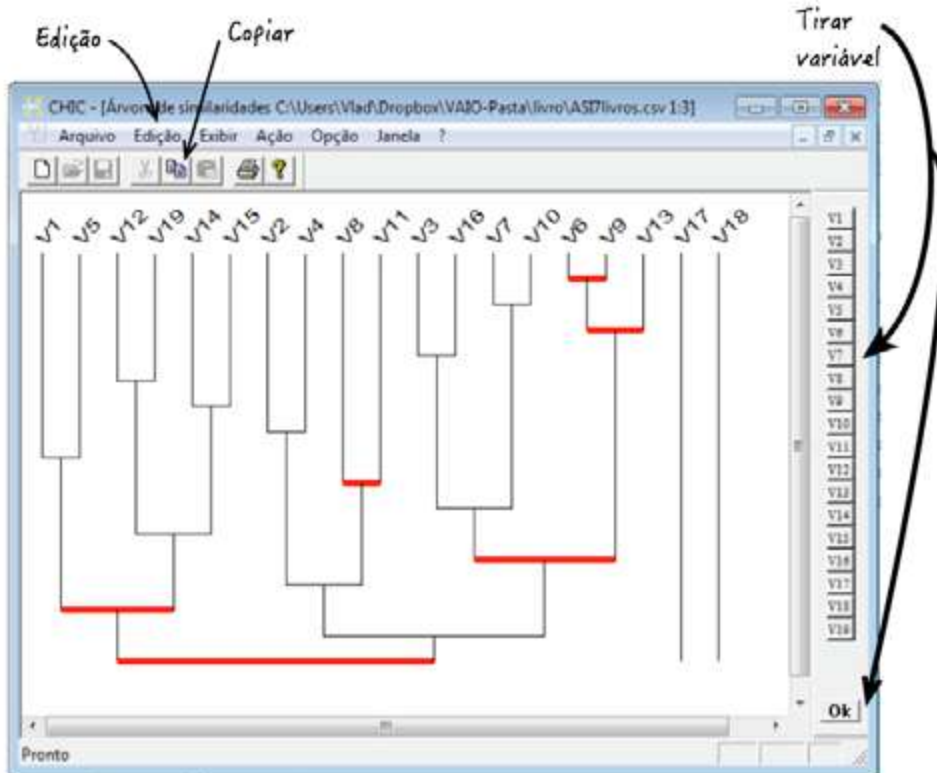 Tirar
variável
Edição
Copiar
CHIC - [Árvore de similaridades C:\Users\Vlad\Dropbox\VAIO-Pasta\livro\ASI7livros.csv 1:3]
Arquivo Edição Exibir Ação Opção Janela ?
V1 V5 V12 V19 V14 V15 V2 V4 V8 V11 V3 V16 V7 V10 V6 V9 V13 V17 V18
V1
V2
V3
V4
V5
V6
V7
V8
V9
V10
V11
V12
V13
V14
V15
V16
V17
V18
V19
Ok
Pronto